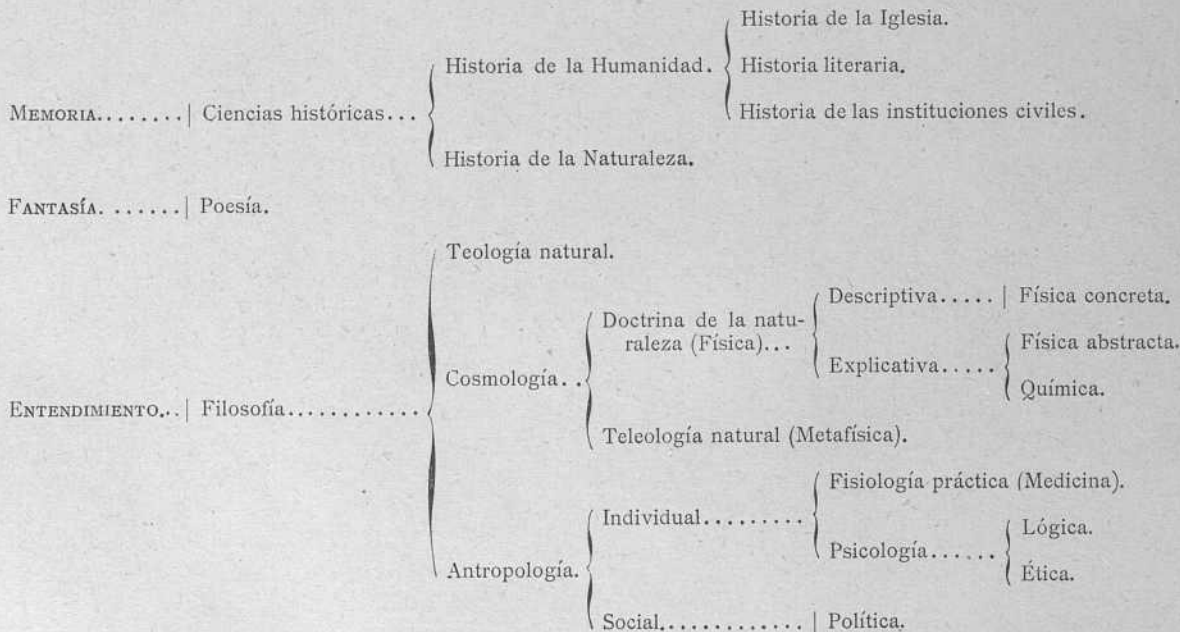 Historia de la Iglesia.
Historia de la Humanidad. Historia literaria.
MEMORIA........| Ciencias históricas... Historia de las instituciones civiles.
Historia de la Naturaleza.
FANTASÍA. .......| Poesía.
Teología natural.
Descriptiva.....| Física concreta.
Doctrina de la natu-
raleza (Física)...
Física abstracta.
Explicativa.....
Cosmología. ..
Química.
ENTENDIMIENTO...| Filosofía............
Teleología natural (Metafísica).
Fisiología práctica (Medicina).
Individual.........
Lógica.
Psicología......
Antropología.
Ética.
Social.............| Política.